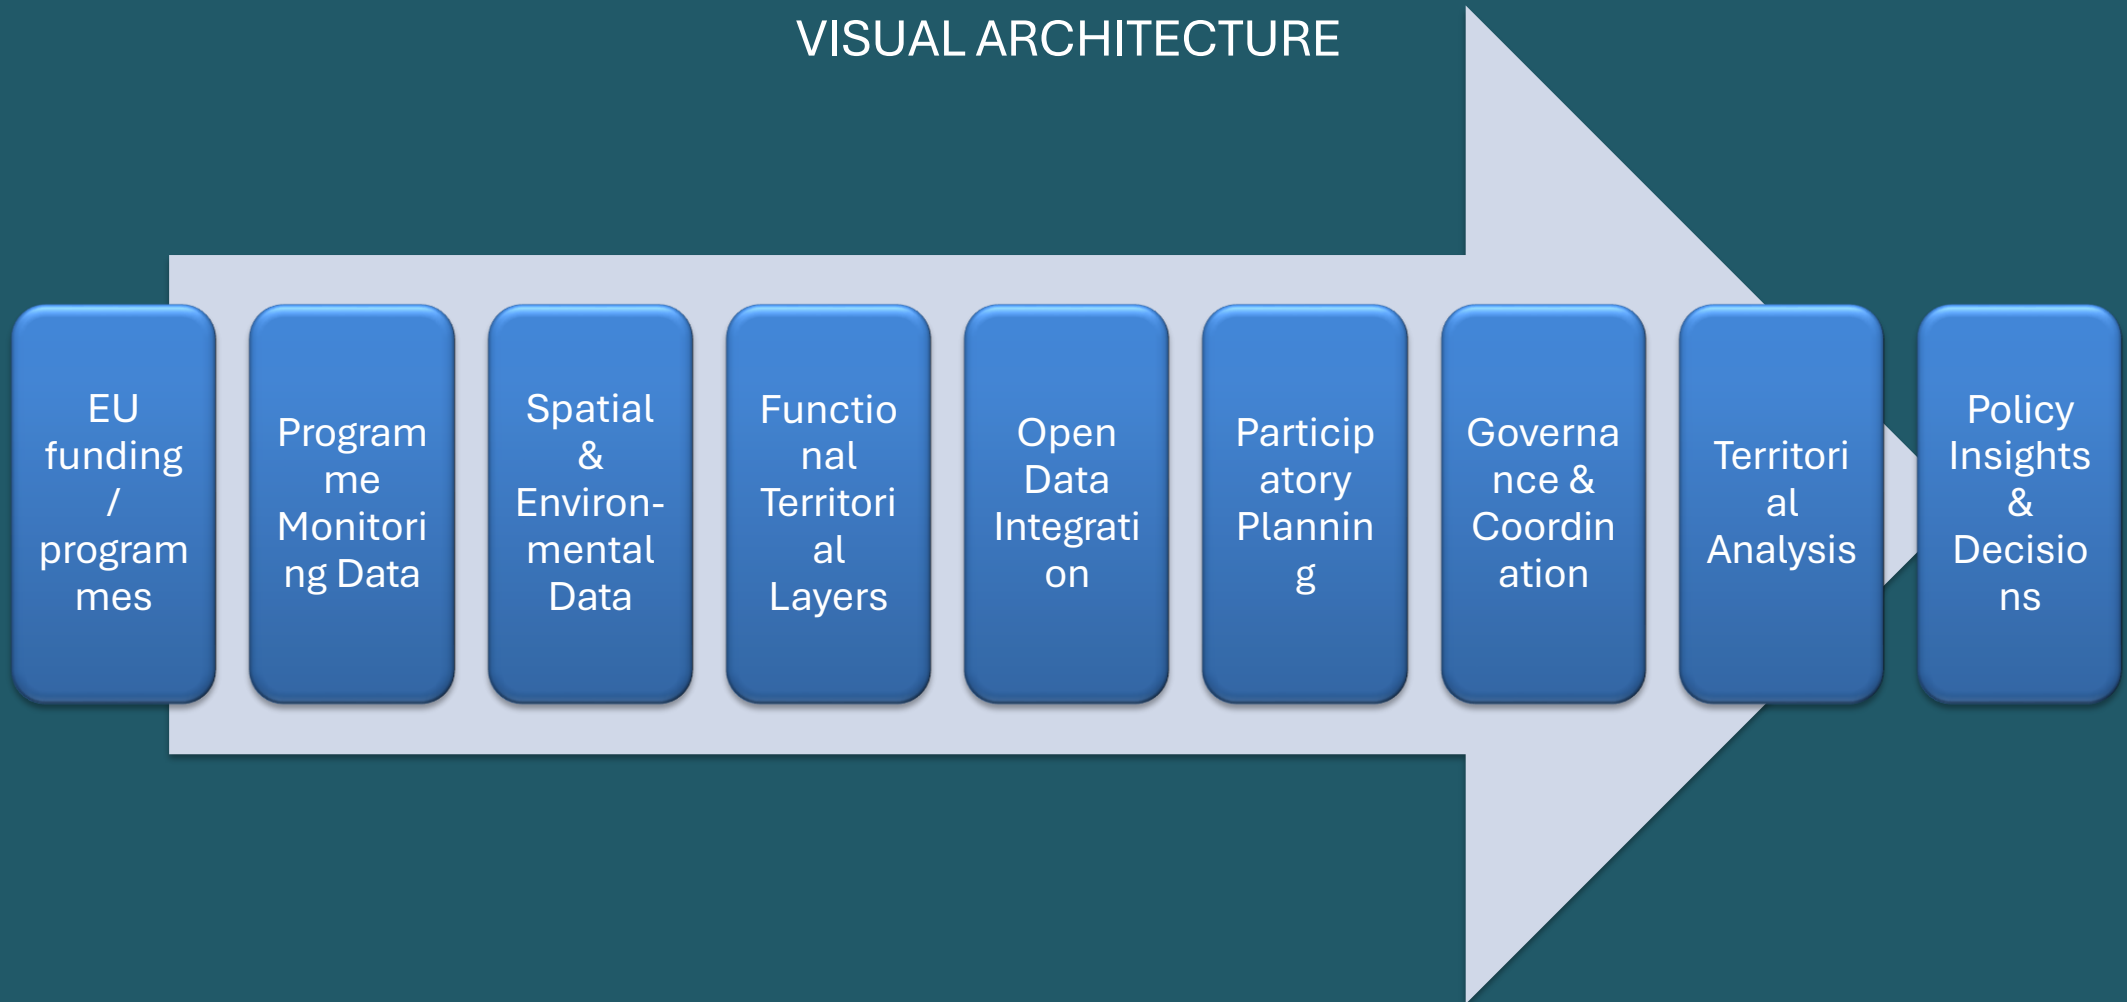 VISUAL ARCHITECTURE
EU
funding
/
program
mes
Program
me
Monitori
ng Data
Spatial
&
Environ-
mental
Data
Functio
nal
Territori
al
Layers
Open
Data
Integrati
on
Particip
atory
Plannin
g
Governa
nce &
Coordin
ation
Territori
al
Analysis
Policy
Insights
&
Decisio
ns